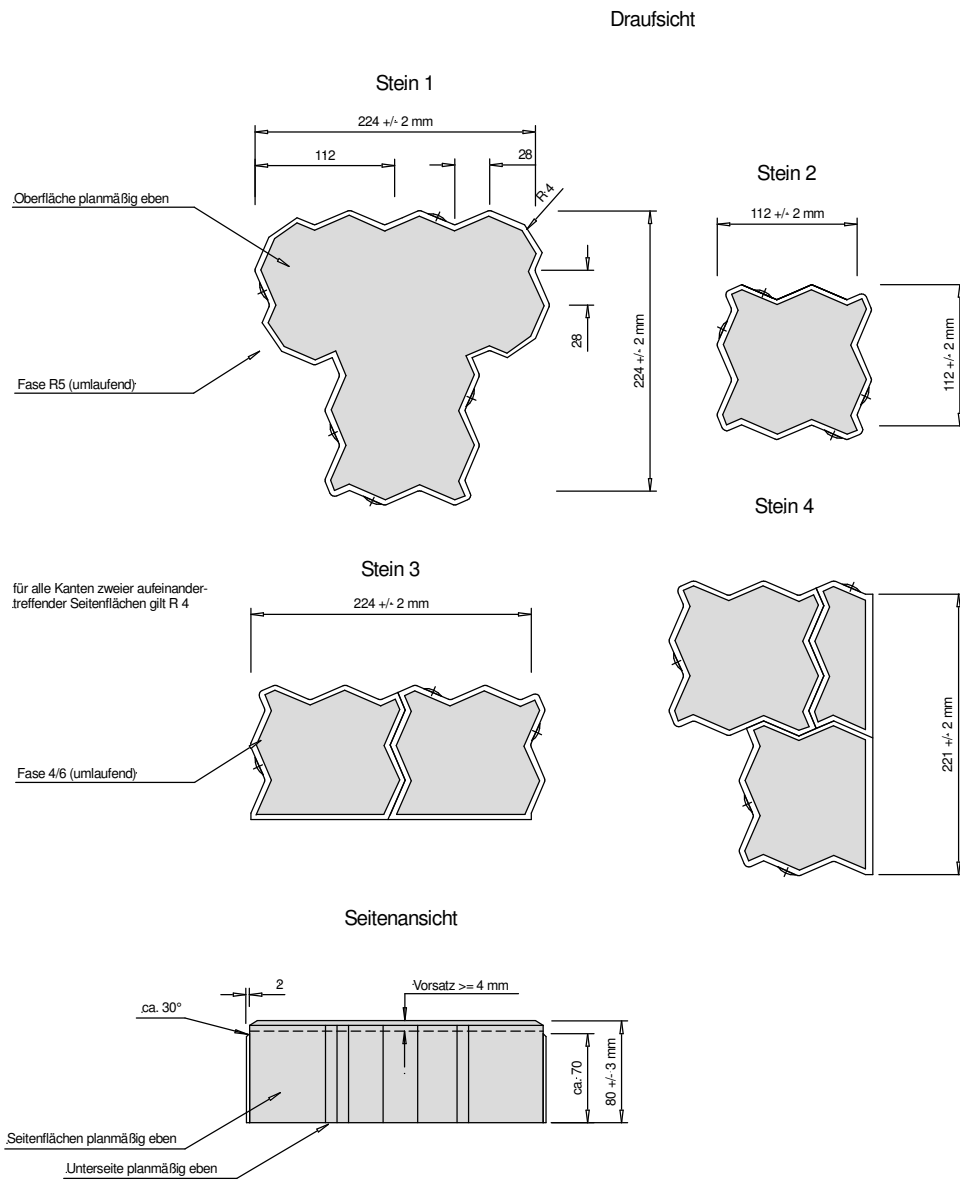 Draufsicht
Stein 1
224 +/- 2 mm
112
28
R 4
Oberfläche planmäßig eben
28
224 +/- 2 mm
Fase R5 (umlaufend)
Stein 2
112 +/- 2 mm
112 +/- 2 mm
für alle Kanten zweier aufeinander-
treffender Seitenflächen gilt R 4
Stein 3
224 +/- 2 mm
Fase 4/6 (umlaufend)
Stein 4
221 +/- 2 mm
Seitenansicht
2
ca. 30°
Vorsatz >= 4 mm
ca. 70
80 +/- 3 mm
Seitenflächen planmäßig eben
Unterseite planmäßig eben